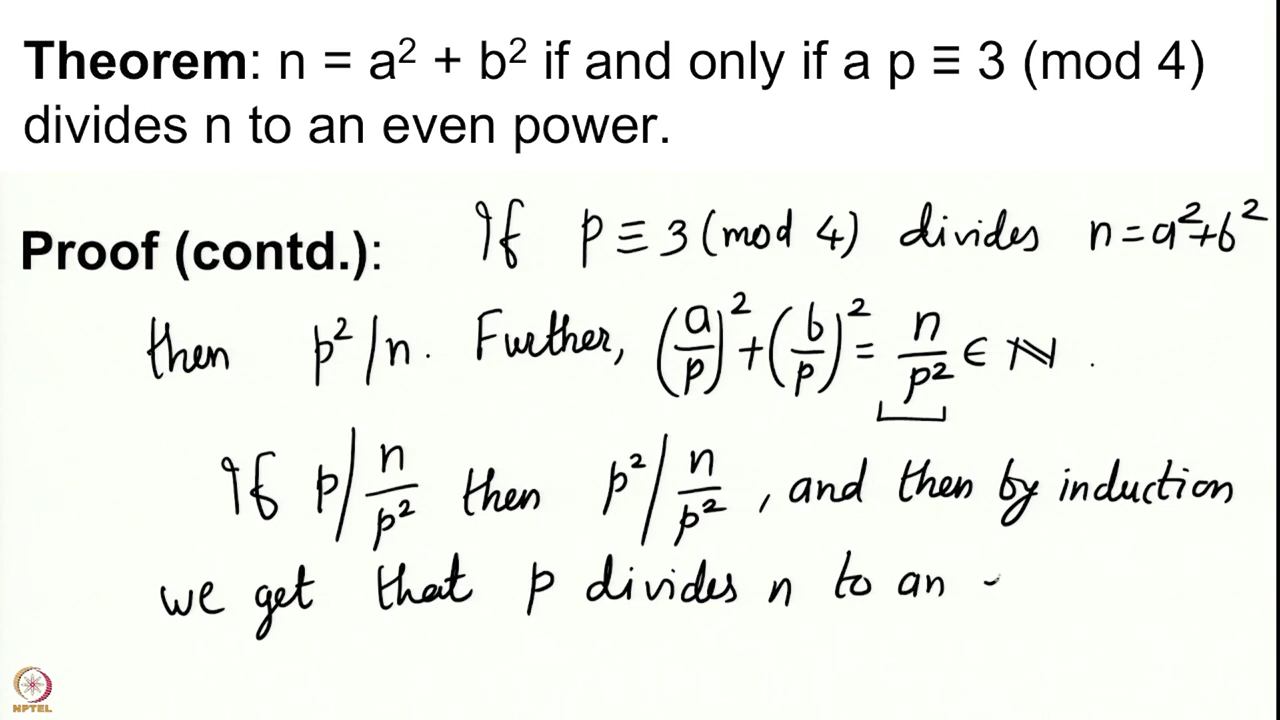 Theorem: n = a² + b² if and only if a p ≡ 3 (mod 4)
divides n to an even power.
Proof (contd.): If p ≡ 3 (mod 4) divides n = a² + b²
then p² | n. Further, (a/p)² + (b/p)² = n/p² ∈ ℕ.
If p | n/p² then p² | n/p², and then by induction
we get that p divides n to an
NPTEL